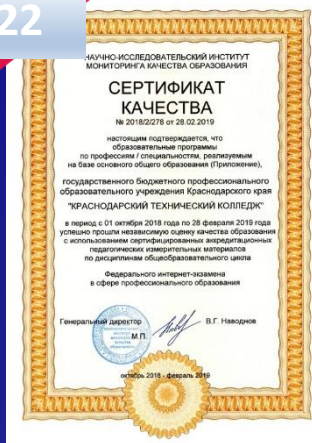 22
НАУЧНО-ИССЛЕДОВАТЕЛЬСКИЙ ИНСТИТУТ
МОНИТОРИНГА КАЧЕСТВА ОБРАЗОВАНИЯ
СЕРТИФИКАТ
КАЧЕСТВА
№ 2018/2/278 от 28.02.2019
настоящим подтверждается, что
образовательные программы
по профессиям / специальностям, реализуемым
на базе основного общего образования (Приложение),
государственного бюджетного профессионального
образовательного учреждения Краснодарского края
"КРАСНОДАРСКИЙ ТЕХНИЧЕСКИЙ КОЛЛЕДЖ"
в период с 01 октября 2018 года по 28 февраля 2019 года
успешно прошли независимую оценку качества образования
с использованием сертифицированных аккредитационных
педагогических измерительных материалов
по дисциплинам общеобразовательного цикла
Федерального интернет-экзамена
в сфере профессионального образования
Генеральный директор В.Г. Наводнов
М.П.
октябрь 2018 - февраль 2019